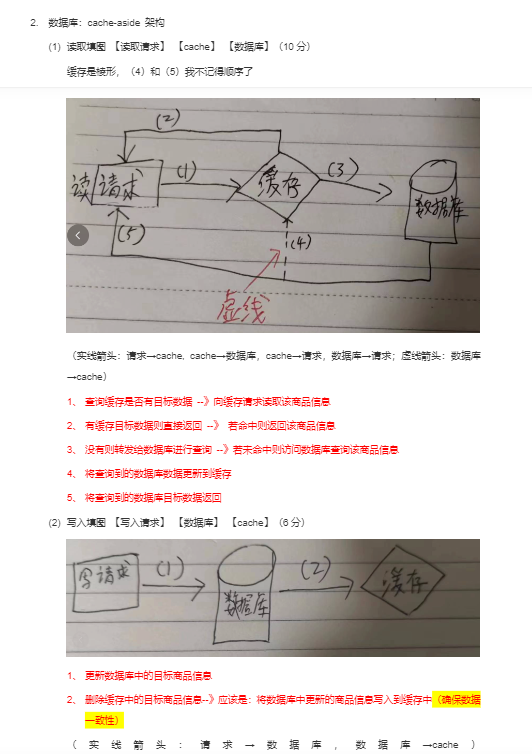 2. 数据库：cache-aside 架构
(1) 读取填图 【读取请求】 【cache】 【数据库】（10 分）
缓存是棱形，（4）和（5）我不记得顺序了
(2)
读请求
(1)
缓存
(3)
数据库
(5)
(4)
虚线
（实线箭头：请求→cache，cache→数据库，cache→请求，数据库→请求；虚线箭头：数据库
→cache）
1、 查询缓存是否有目标数据 --》向缓存请求读取该商品信息
2、 有缓存目标数据则直接返回 --》 若命中则返回该商品信息
3、 没有则转发给数据库进行查询 --》若未命中则访问数据库查询该商品信息
4、 将查询到的数据库数据更新到缓存
5、 将查询到的数据库目标数据返回
(2) 写入填图 【写入请求】 【数据库】 【cache】（6 分）
写请求
(1)
数据库
(2)
缓存
1、 更新数据库中的目标商品信息
2、 删除缓存中的目标商品信息--》应该是：将数据库中更新的商品信息写入到缓存中（确保数据
一致性）
（实线箭头：请求→数据库，数据库→cache）